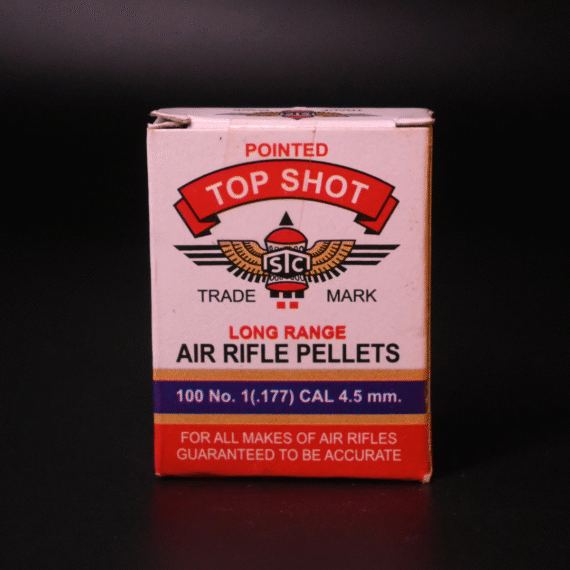 POINTED
TOP SHOT
STC
TRADE MARK
LONG RANGE
AIR RIFLE PELLETS
100 No. 1(.177) CAL 4.5 mm.
FOR ALL MAKES OF AIR RIFLES
GUARANTEED TO BE ACCURATE